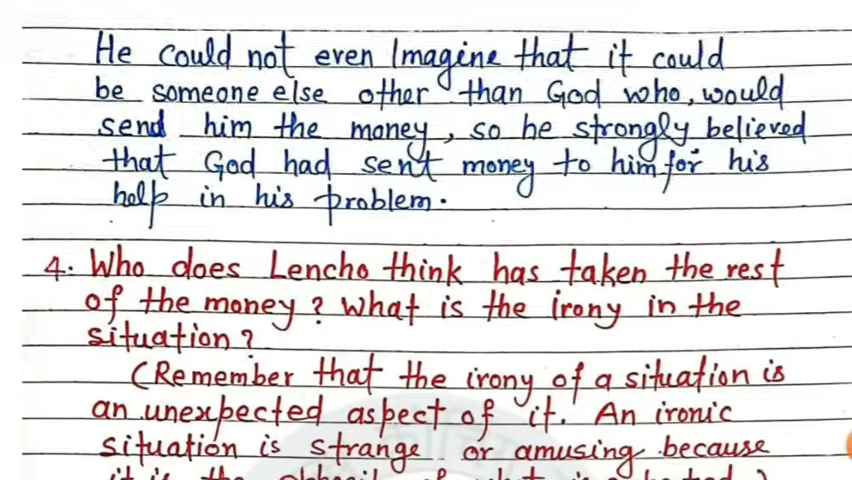 He could not even Imagine that it could
be someone else other than God who, would
send him the money, so he strongly believed
that God had sent money to him for his
help in his problem.
4. Who does Lencho think has taken the rest
of the money? What is the irony in the
situation?
(Remember that the irony of a situation is
an unexpected aspect of it. An ironic
situation is strange or amusing because
it is the